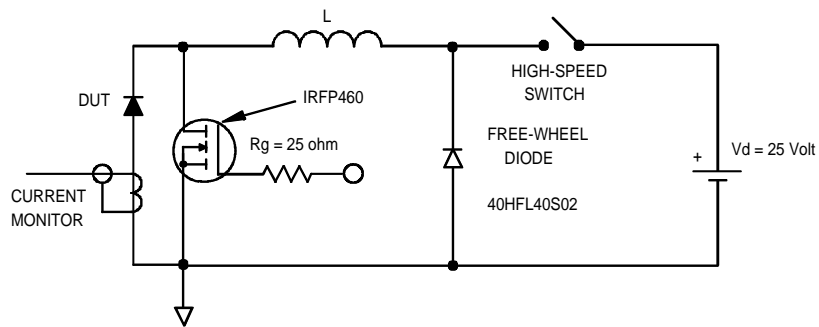 L
HIGH-SPEED
SWITCH
IRFP460
DUT
Rg = 25 ohm
FREE-WHEEL
DIODE
+
Vd = 25 Volt
CURRENT
MONITOR
40HFL40S02